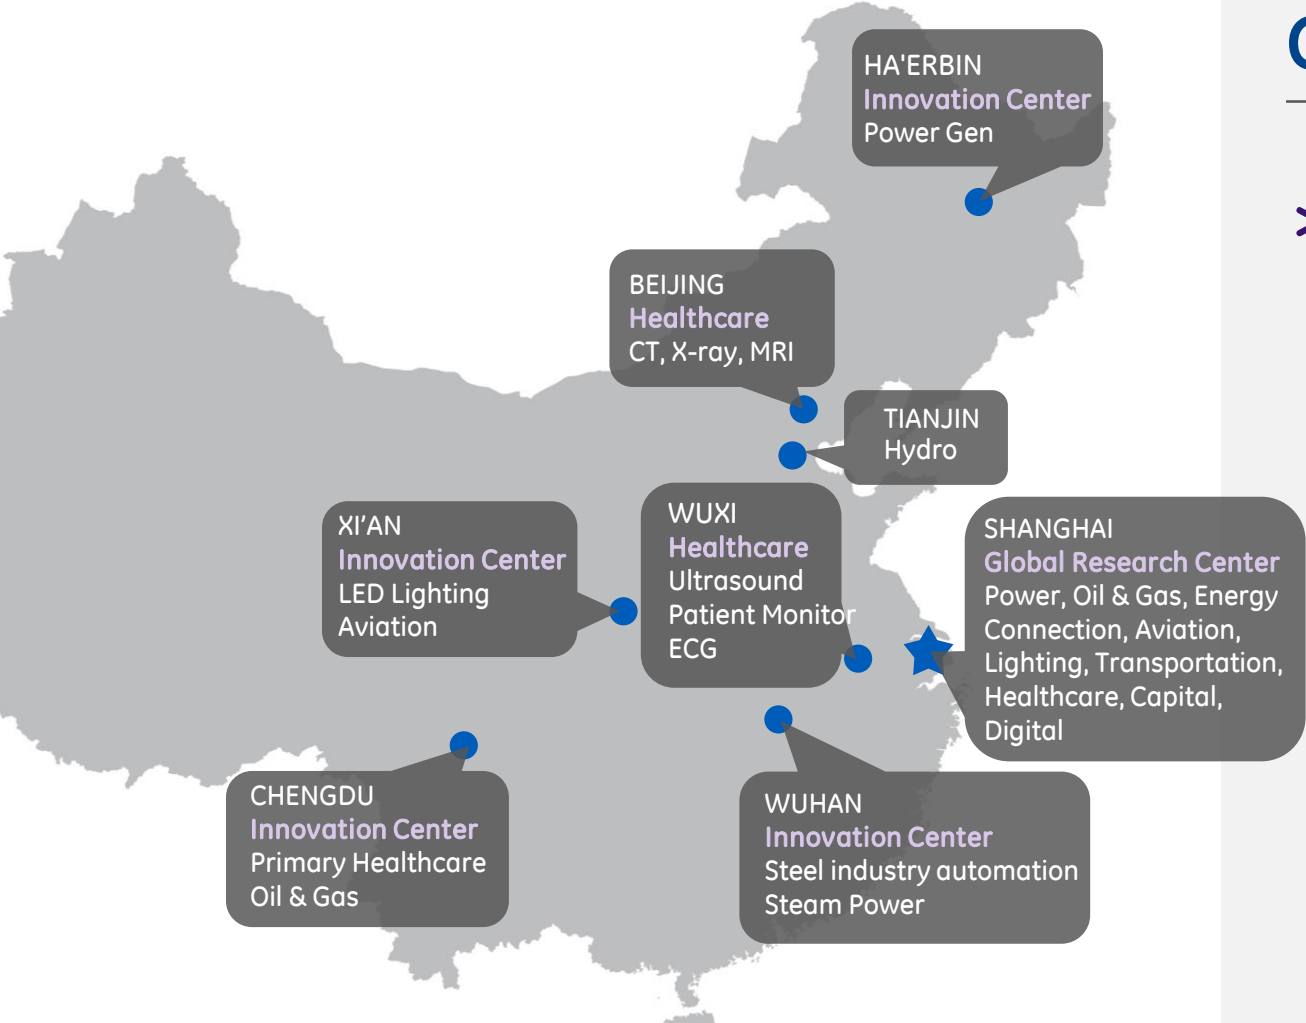 HA'ERBIN
Innovation Center
Power Gen
BEIJING
Healthcare
CT, X-ray, MRI
TIANJIN
Hydro
XI’AN
Innovation Center
LED Lighting
Aviation
WUXI
Healthcare
Ultrasound
Patient Monitor
ECG
SHANGHAI
Global Research Center
Power, Oil & Gas, Energy
Connection, Aviation,
Lighting, Transportation,
Healthcare, Capital,
Digital
CHENGDU
Innovation Center
Primary Healthcare
Oil & Gas
WUHAN
Innovation Center
Steel industry automation
Steam Power